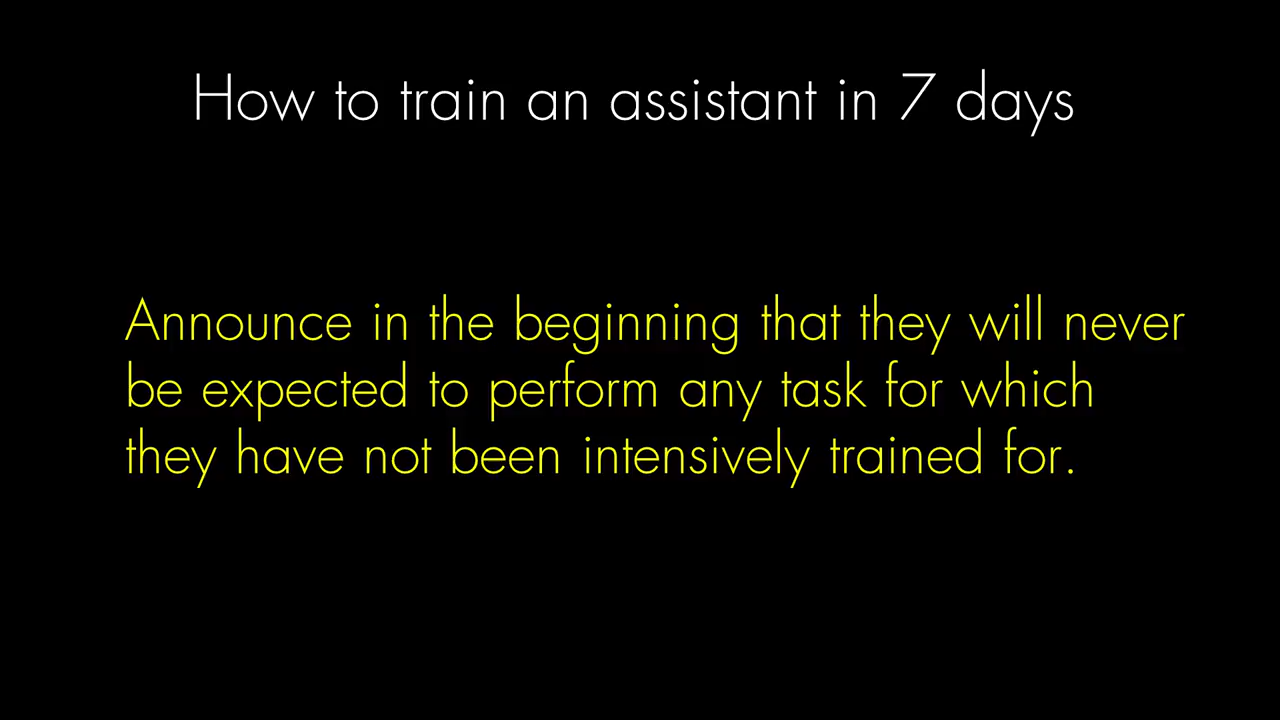 How to train an assistant in 7 days
Announce in the beginning that they will never
be expected to perform any task for which
they have not been intensively trained for.